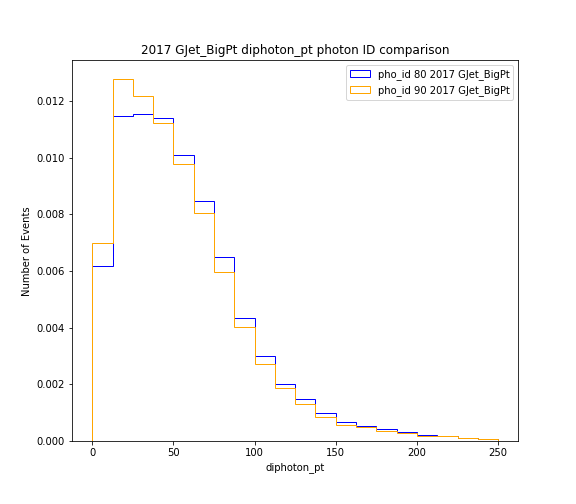 2017 GJet_BigPt diphoton_pt photon ID comparison
pho_id 80 2017 GJet_BigPt
pho_id 90 2017 GJet_BigPt
Number of Events
0.012
0.010
0.008
0.006
0.004
0.002
0.000
0 50 100 150 200 250
diphoton_pt